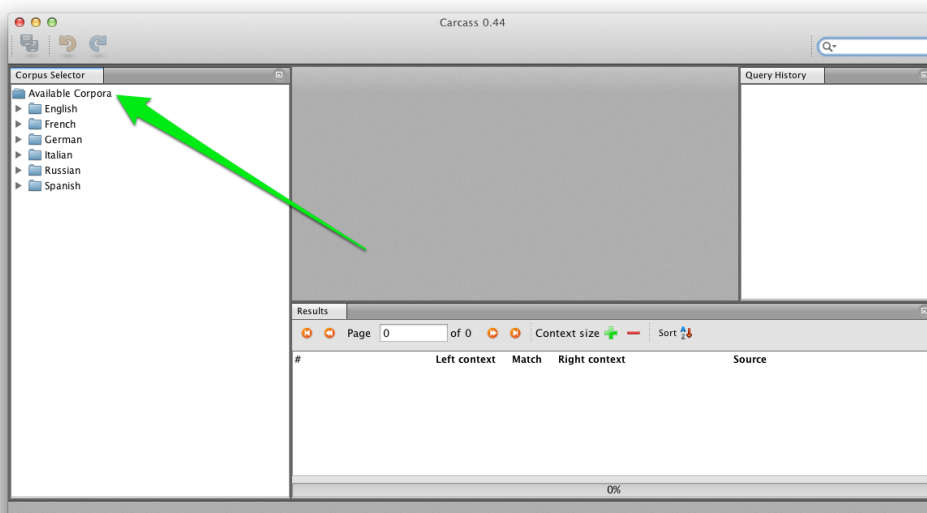 Carcass 0.44
Corpus Selector
Available Corpora
English
French
German
Italian
Russian
Spanish
Query History
Results
Page 0 of 0 Context size Sort
# Left context Match Right context Source
0%